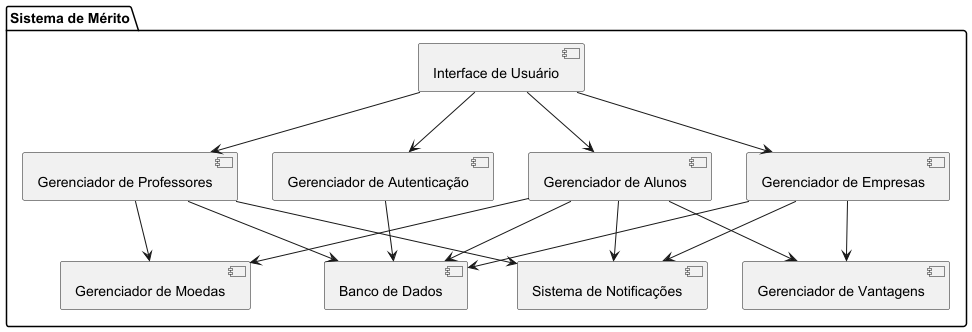 Sistema de Mérito
Interface de Usuário
Gerenciador de Professores
Gerenciador de Autenticação
Gerenciador de Alunos
Gerenciador de Empresas
Gerenciador de Moedas
Banco de Dados
Sistema de Notificações
Gerenciador de Vantagens